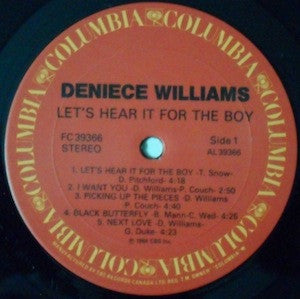 COLUMBIA COLUMBIA COLUMBIA COLUMBIA COLUMBIA COLUMBIA
DENIECE WILLIAMS
LET'S HEAR IT FOR THE BOY
FC 39366
STEREO
Side 1
AL 39366
1. LET'S HEAR IT FOR THE BOY -T. Snow-
D. Pitchford- 4:18
2. I WANT YOU -D. Williams-P. Couch- 2:50
3. PICKING UP THE PIECES -D. Williams-
P. Couch- 4:40
4. BLACK BUTTERFLY -B. Mann-C. Weil- 4:26
5. NEXT LOVE -D. Williams-
G. Duke- 4:23
℗ 1984 CBS Inc.